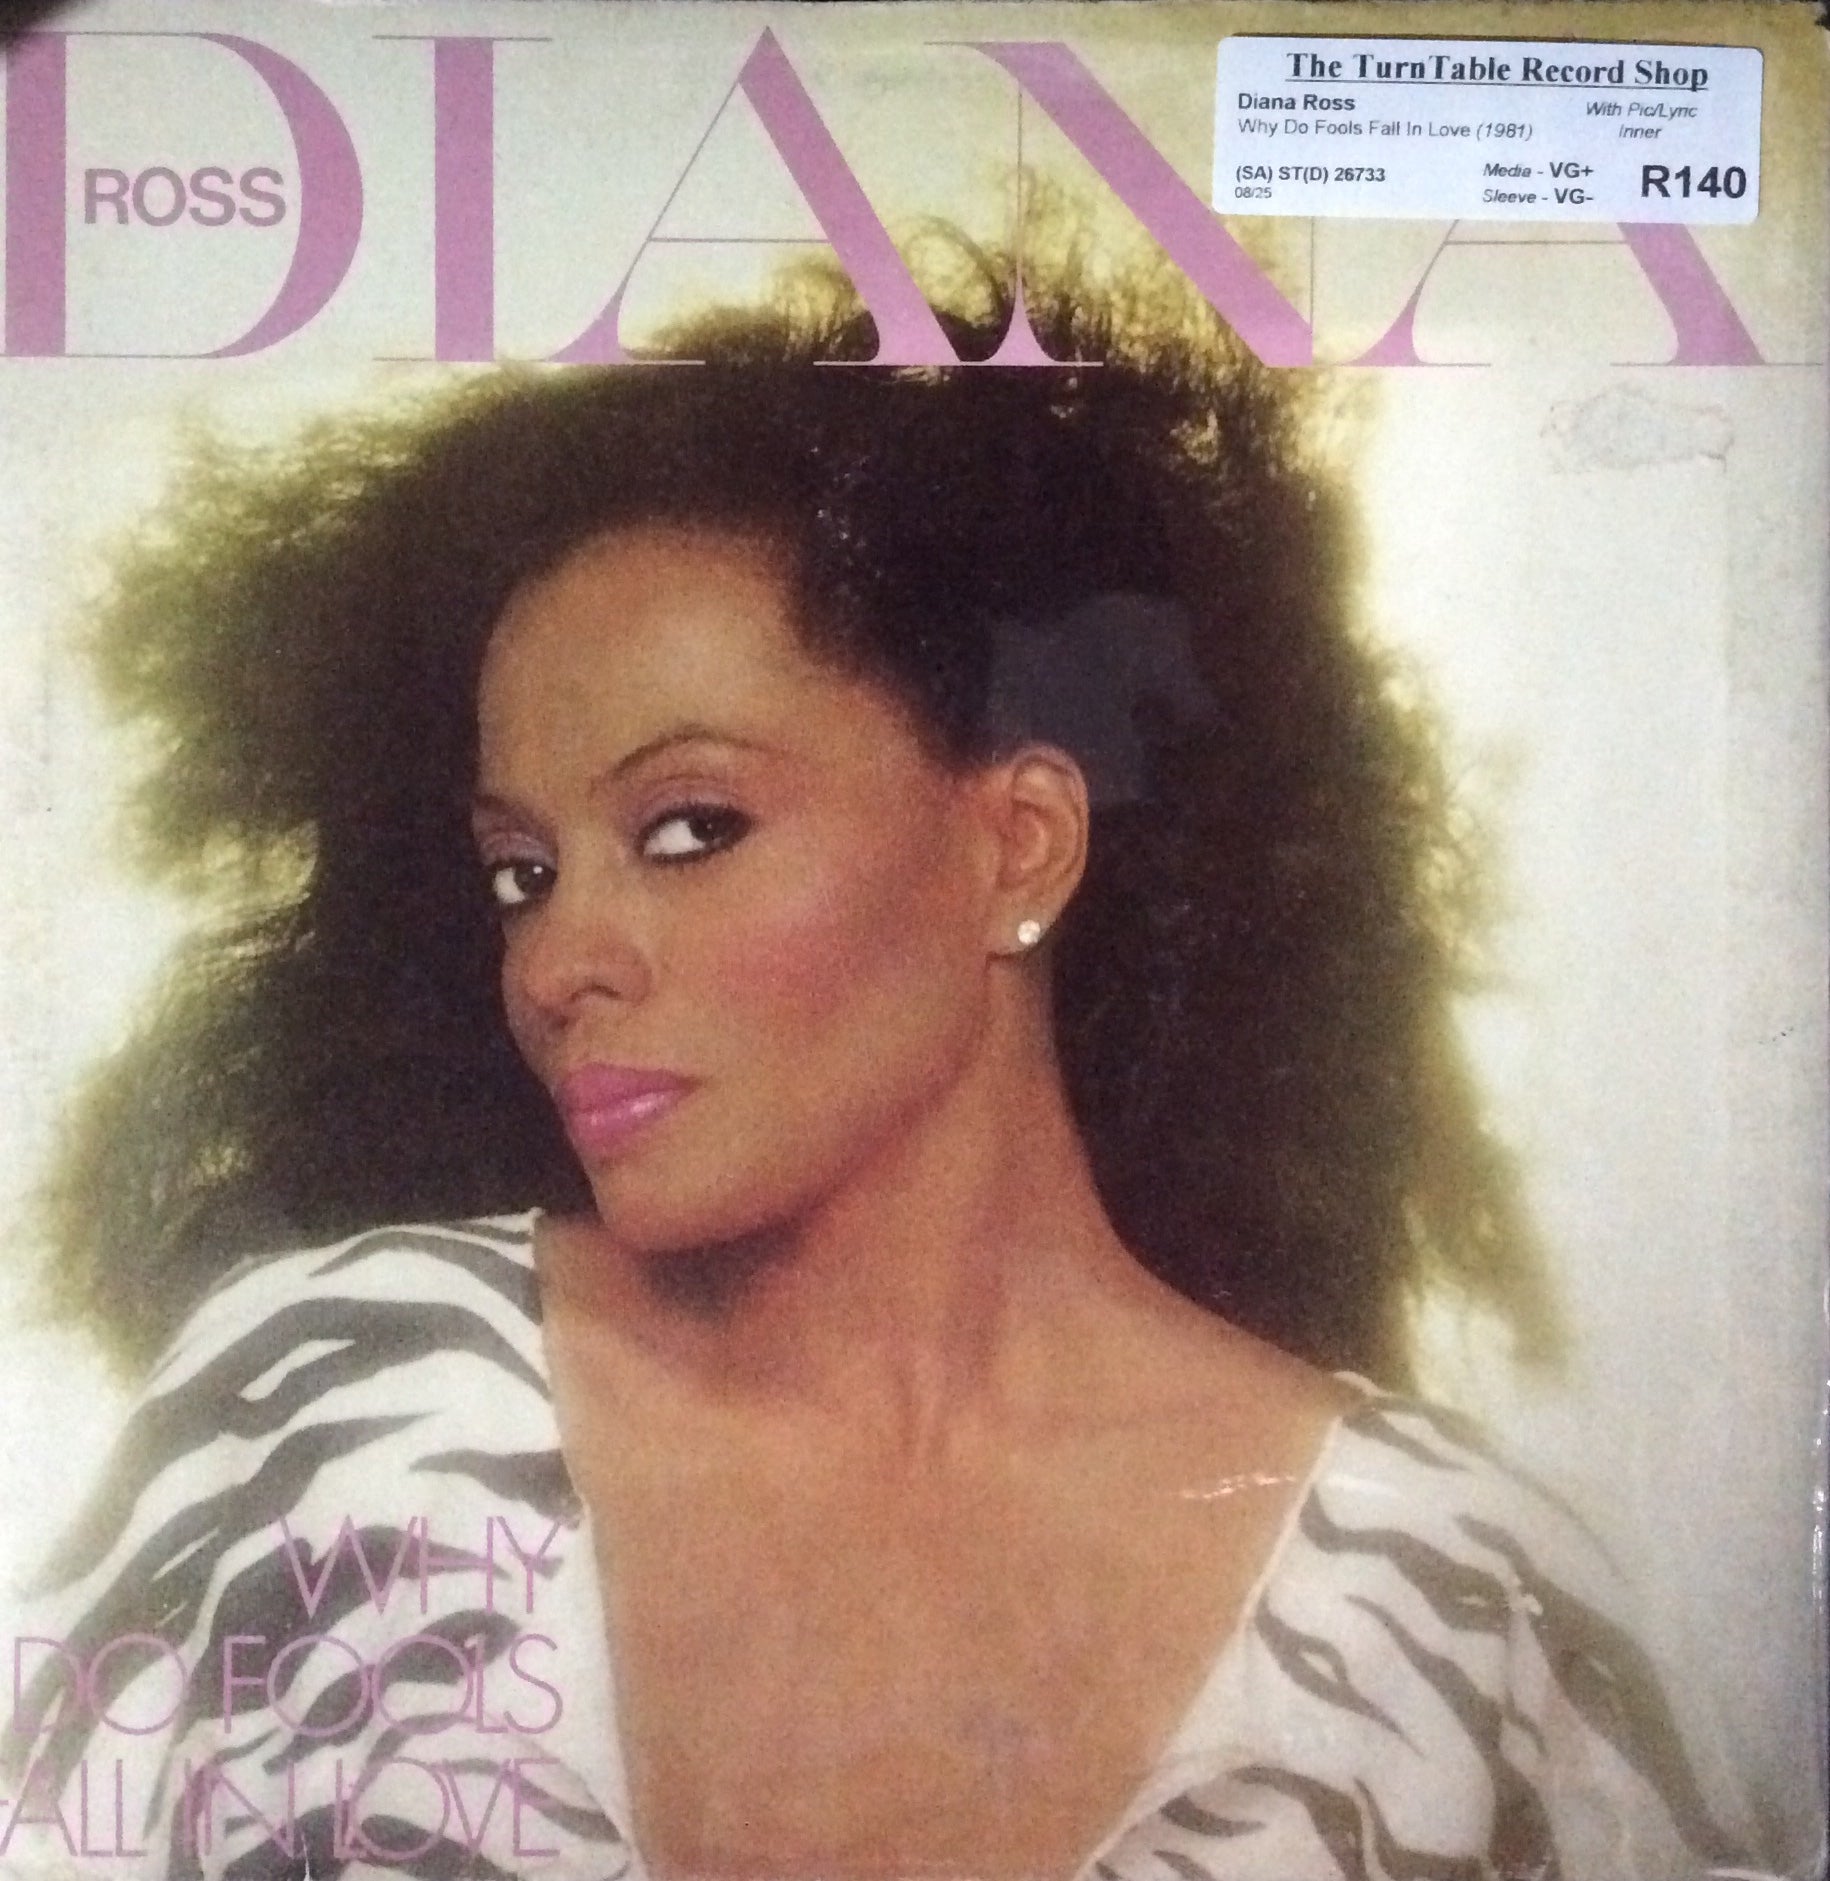 DIANA
ROSS
The TurnTable Record Shop
Diana Ross
With Pic/Lyric
Why Do Fools Fall In Love (1981)
Inner
(SA) ST(D) 26733
Media - VG+
R140
08/25
Sleeve - VG-
WHY
DO FOOLS
FALL IN LOVE